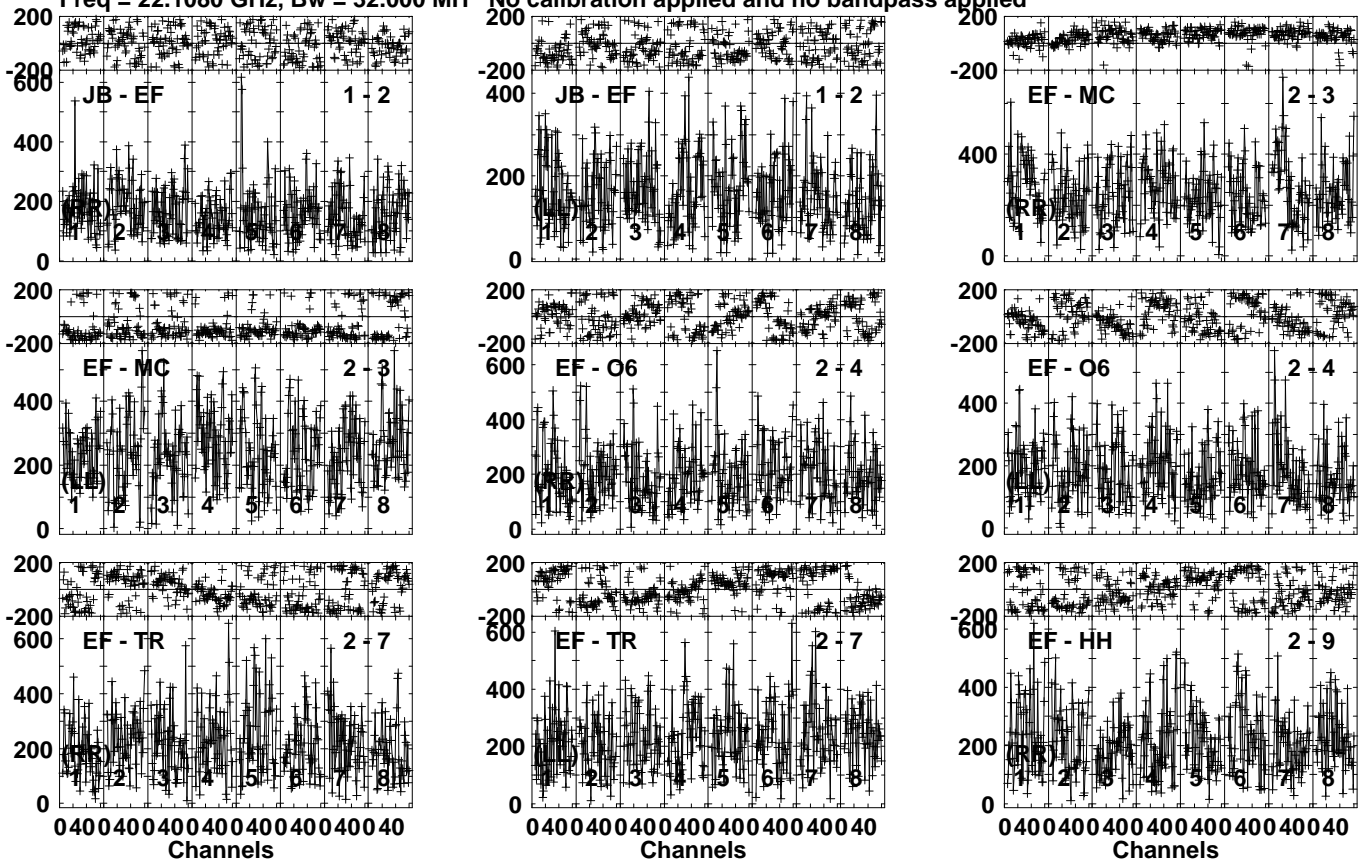 Freq = 22.1080 GHz, Bw = 32.000 MH No calibration applied and no bandpass applied
200 200 200
-200 -200 -200
600 JB - EF 1 - 2 400 JB - EF 1 - 2 EF - MC 2 - 3
400 300 400
200 200
(RR) 100 (LL) (RR)
1 2 3 4 5 6 7 8 1 2 3 4 5 6 7 8 1 2 3 4 5 6 7 8
0 0 0
200 200 200
-200 -200 -200
EF - MC 2 - 3 600 EF - O6 2 - 4 EF - O6 2 - 4
400 400 400
200 200 200
(LL) (RR) (LL)
1 2 3 4 5 6 7 8 1 2 3 4 5 6 7 8 1 2 3 4 5 6 7 8
0 0 0
200 200 200
-200 -200 -200
600 EF - TR 2 - 7 600 EF - TR 2 - 7 600 EF - HH 2 - 9
400 400 400
200 200 200
(RR) (LL) (RR)
1 2 3 4 5 6 7 8 1 2 3 4 5 6 7 8 1 2 3 4 5 6 7 8
0 0 0
0 40 0 40 0 40 0 40 0 40 0 40 0 40 0 40 0 40 0 40 0 40 0 40 0 40 0 40 0 40 0 40 0 40 0 40 0 40 0 40 0 40 0 40 0 40 0 40
Channels Channels Channels